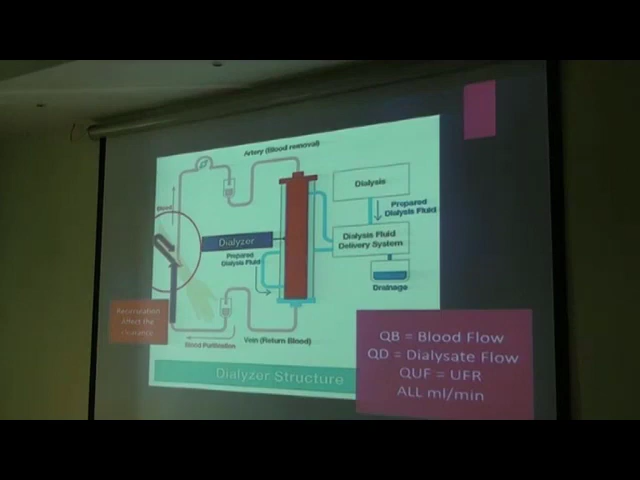 Artery (Blood removal)
Blood
Dialysis
Prepared
Dialysis Fluid
Dialyzer
Dialysis Fluid
Delivery System
Prepared
Dialysis Fluid
Drainage
Recirculation
Affect the
clearance
Blood Purification
Vein (Return Blood)
QB = Blood Flow
QD = Dialysate Flow
QUF = UFR
ALL ml/min
Dialyzer Structure